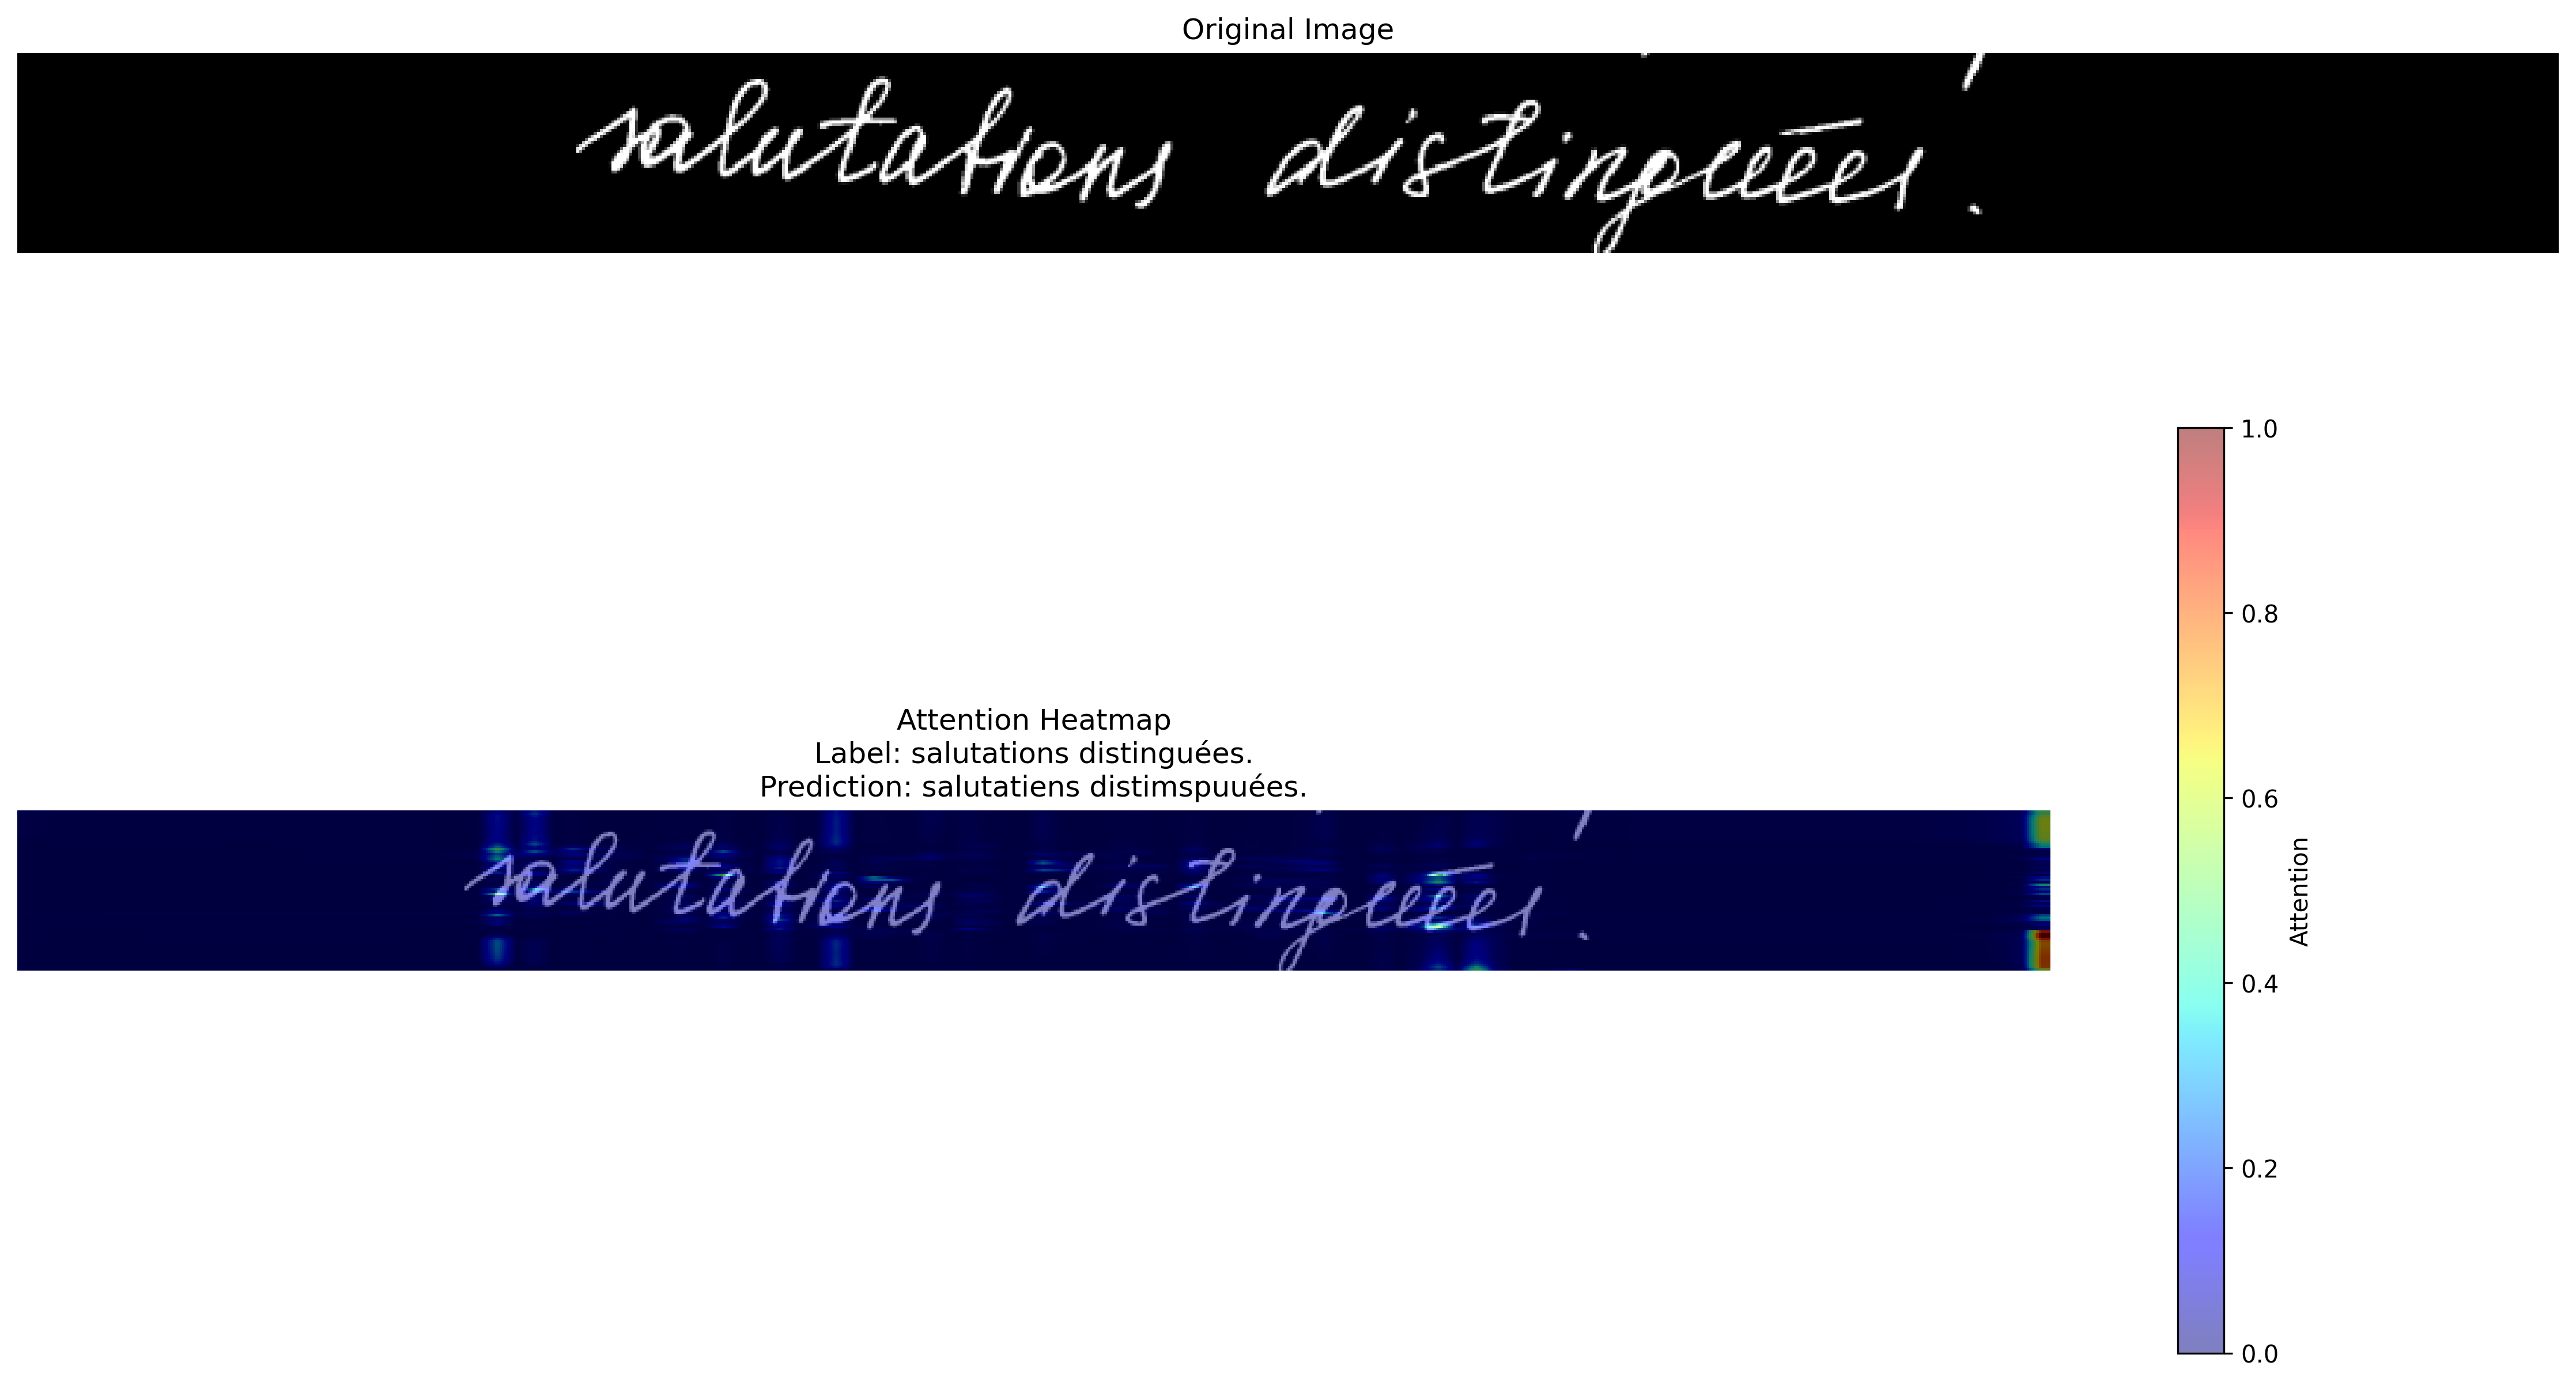 Original Image
salutations distinguées.
Attention Heatmap
Label: salutations distinguées.
Prediction: salutatiens distimspuuées.
salutations distinguées.
1.0
0.8
0.6
0.4
0.2
0.0
Attention